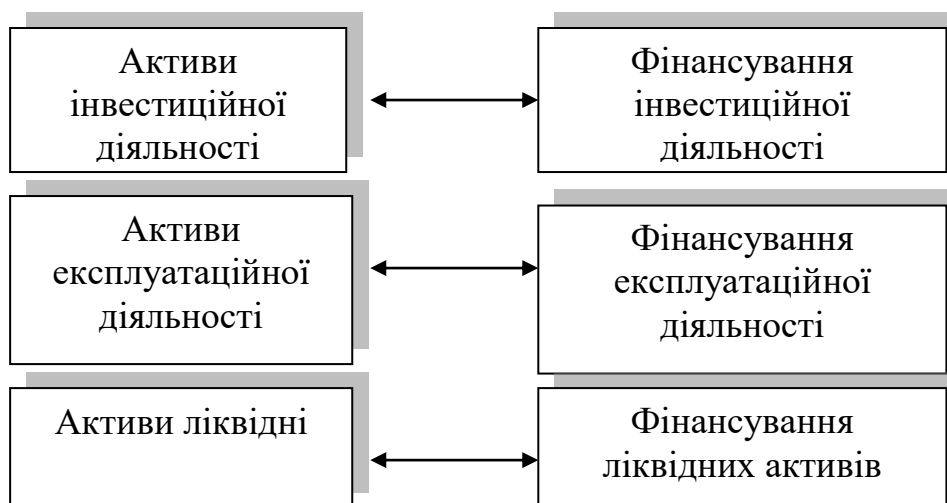 Активи
інвестиційної
діяльності
Фінансування
інвестиційної
діяльності
Активи
експлуатаційної
діяльності
Фінансування
експлуатаційної
діяльності
Активи ліквідні
Фінансування
ліквідних активів